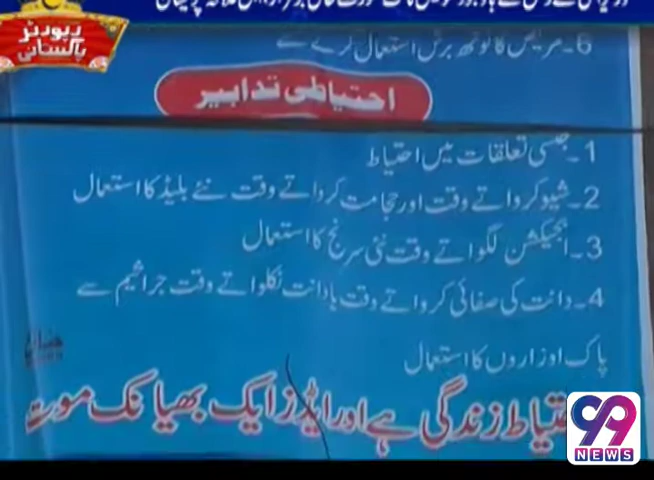 رپورٹر
پاکستانی
6۔ مریض کا ٹوتھ برش استعمال کرنے سے
احتیاطی تدابیر
1۔ جنسی تعلقات میں احتیاط
2۔ شیو کرواتے وقت اور حجامت کرواتے وقت نئے بلیڈ کا استعمال
3۔ انجیکشن لگواتے وقت نئی سرنج کا استعمال
4۔ دانت کی صفائی کرواتے وقت یا دانت نکلواتے وقت جراثیم سے
پاک اوزاروں کا استعمال
زندگی ہے اور ایڈز ایک بھیانک موت
99
NEWS